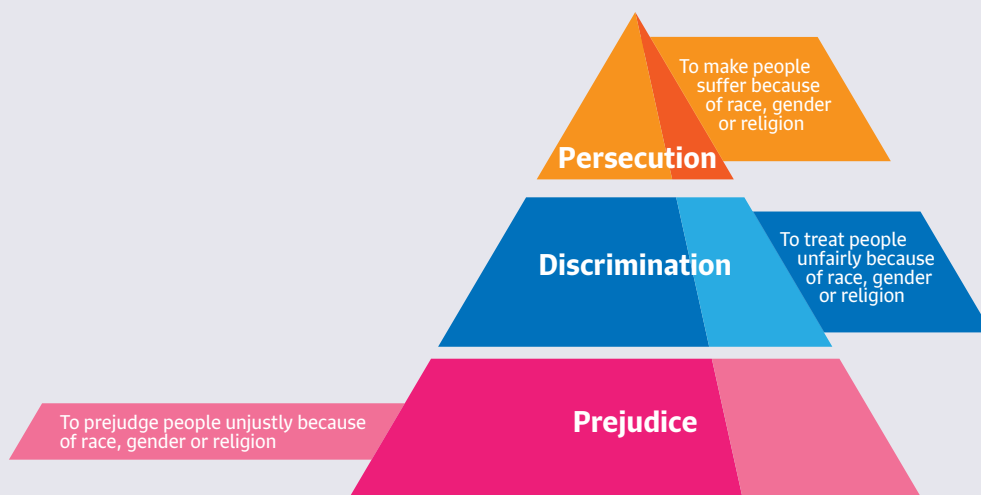 To make people
suffer because
of race, gender
or religion
Persecution
To treat people
unfairly because
of race, gender
or religion
Discrimination
To prejudge people unjustly because
of race, gender or religion
Prejudice